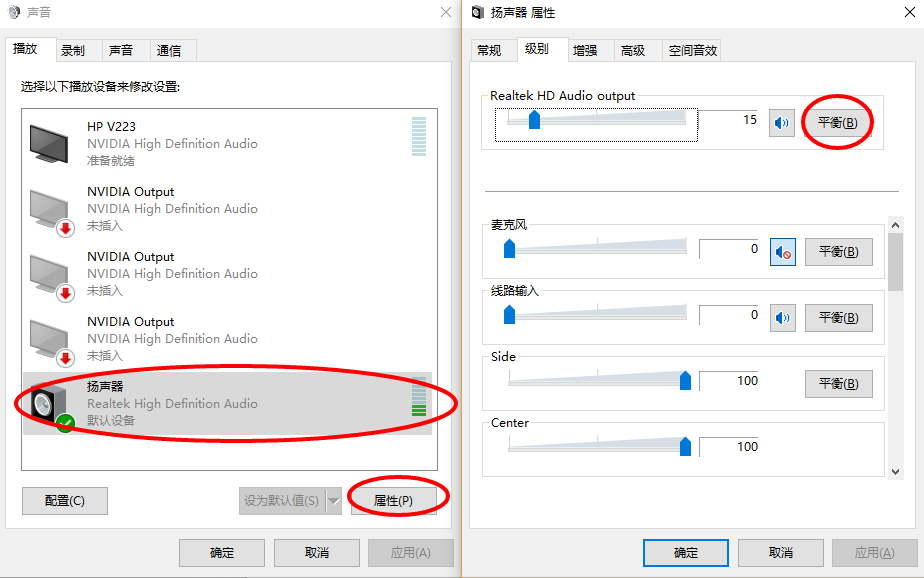 声音
播放
录制
声音
通信
选择以下播放设备来修改设置:
HP V223
NVIDIA High Definition Audio
准备就绪
NVIDIA Output
NVIDIA High Definition Audio
未插入
NVIDIA Output
NVIDIA High Definition Audio
未插入
NVIDIA Output
NVIDIA High Definition Audio
未插入
扬声器
Realtek High Definition Audio
默认设备
配置(C)
设为默认值(S)
属性(P)
确定
取消
应用(A)
扬声器 属性
常规
级别
增强
高级
空间音效
Realtek HD Audio output
15
平衡(B)
麦克风
0
平衡(B)
线路输入
0
平衡(B)
Side
100
平衡(B)
Center
100
确定
取消
应用(A)